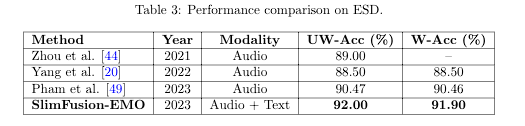 Table 3: Performance comparison on ESD.
Method Year Modality UW-Acc (%) W-Acc (%)
Zhou et al. [44] 2021 Audio 89.00 –
Yang et al. [20] 2022 Audio 88.50 88.50
Pham et al. [49] 2023 Audio 90.47 90.46
SlimFusion-EMO 2023 Audio + Text 92.00 91.90